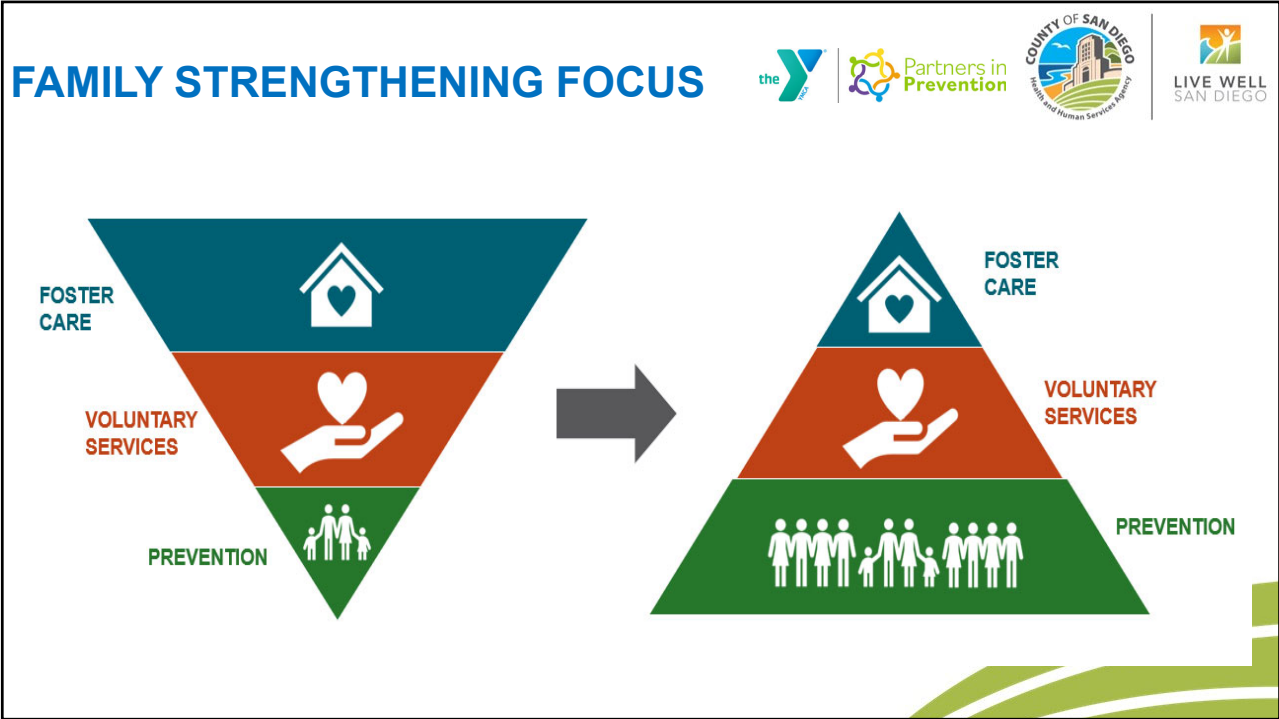 FAMILY STRENGTHENING FOCUS
the
YMCA
Partners in
Prevention
COUNTY OF SAN DIEGO
Health and Human Services Agency
LIVE WELL
SAN DIEGO
FOSTER
CARE
VOLUNTARY
SERVICES
PREVENTION
FOSTER
CARE
VOLUNTARY
SERVICES
PREVENTION